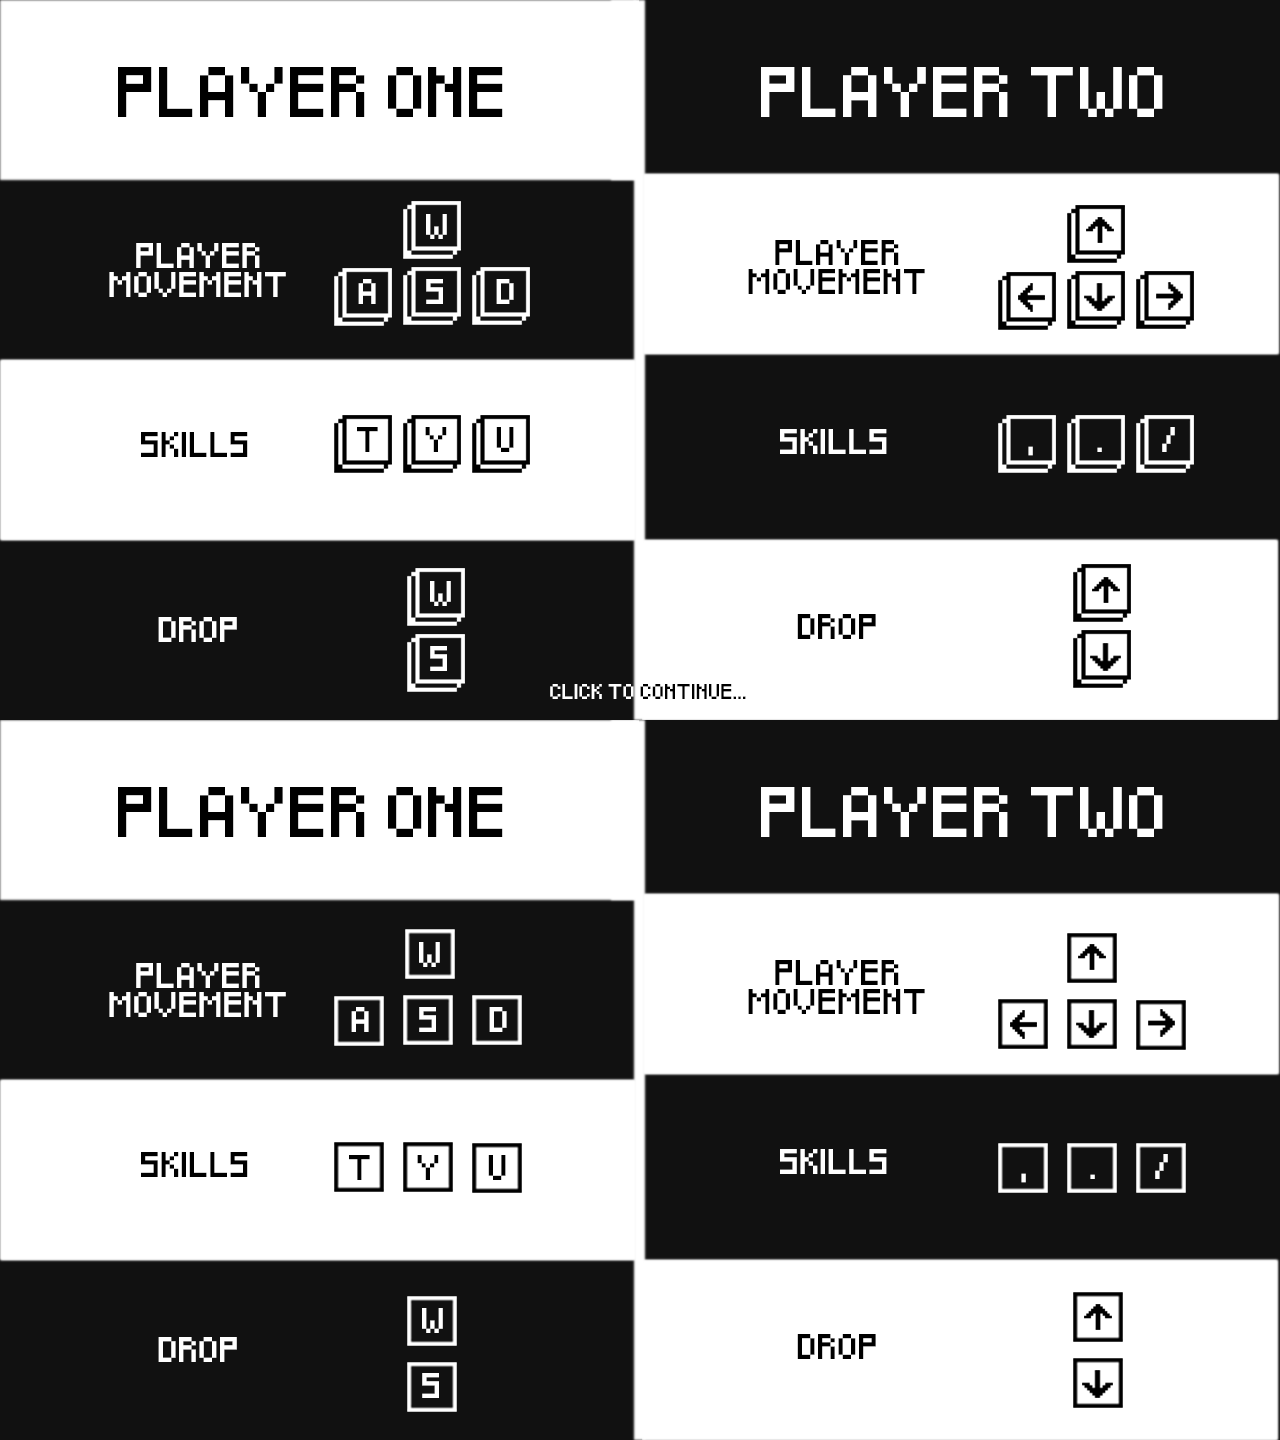 PLAYER ONE
PLAYER TWO
PLAYER
MOVEMENT
W
A S D
PLAYER
MOVEMENT
↑
← ↓ →
SKILLS
T Y U
SKILLS
, . /
DROP
W
S
DROP
↑
↓
CLICK TO CONTINUE...
PLAYER ONE
PLAYER TWO
PLAYER
MOVEMENT
W
A S D
PLAYER
MOVEMENT
↑
← ↓ →
SKILLS
T Y U
SKILLS
, . /
DROP
W
S
DROP
↑
↓